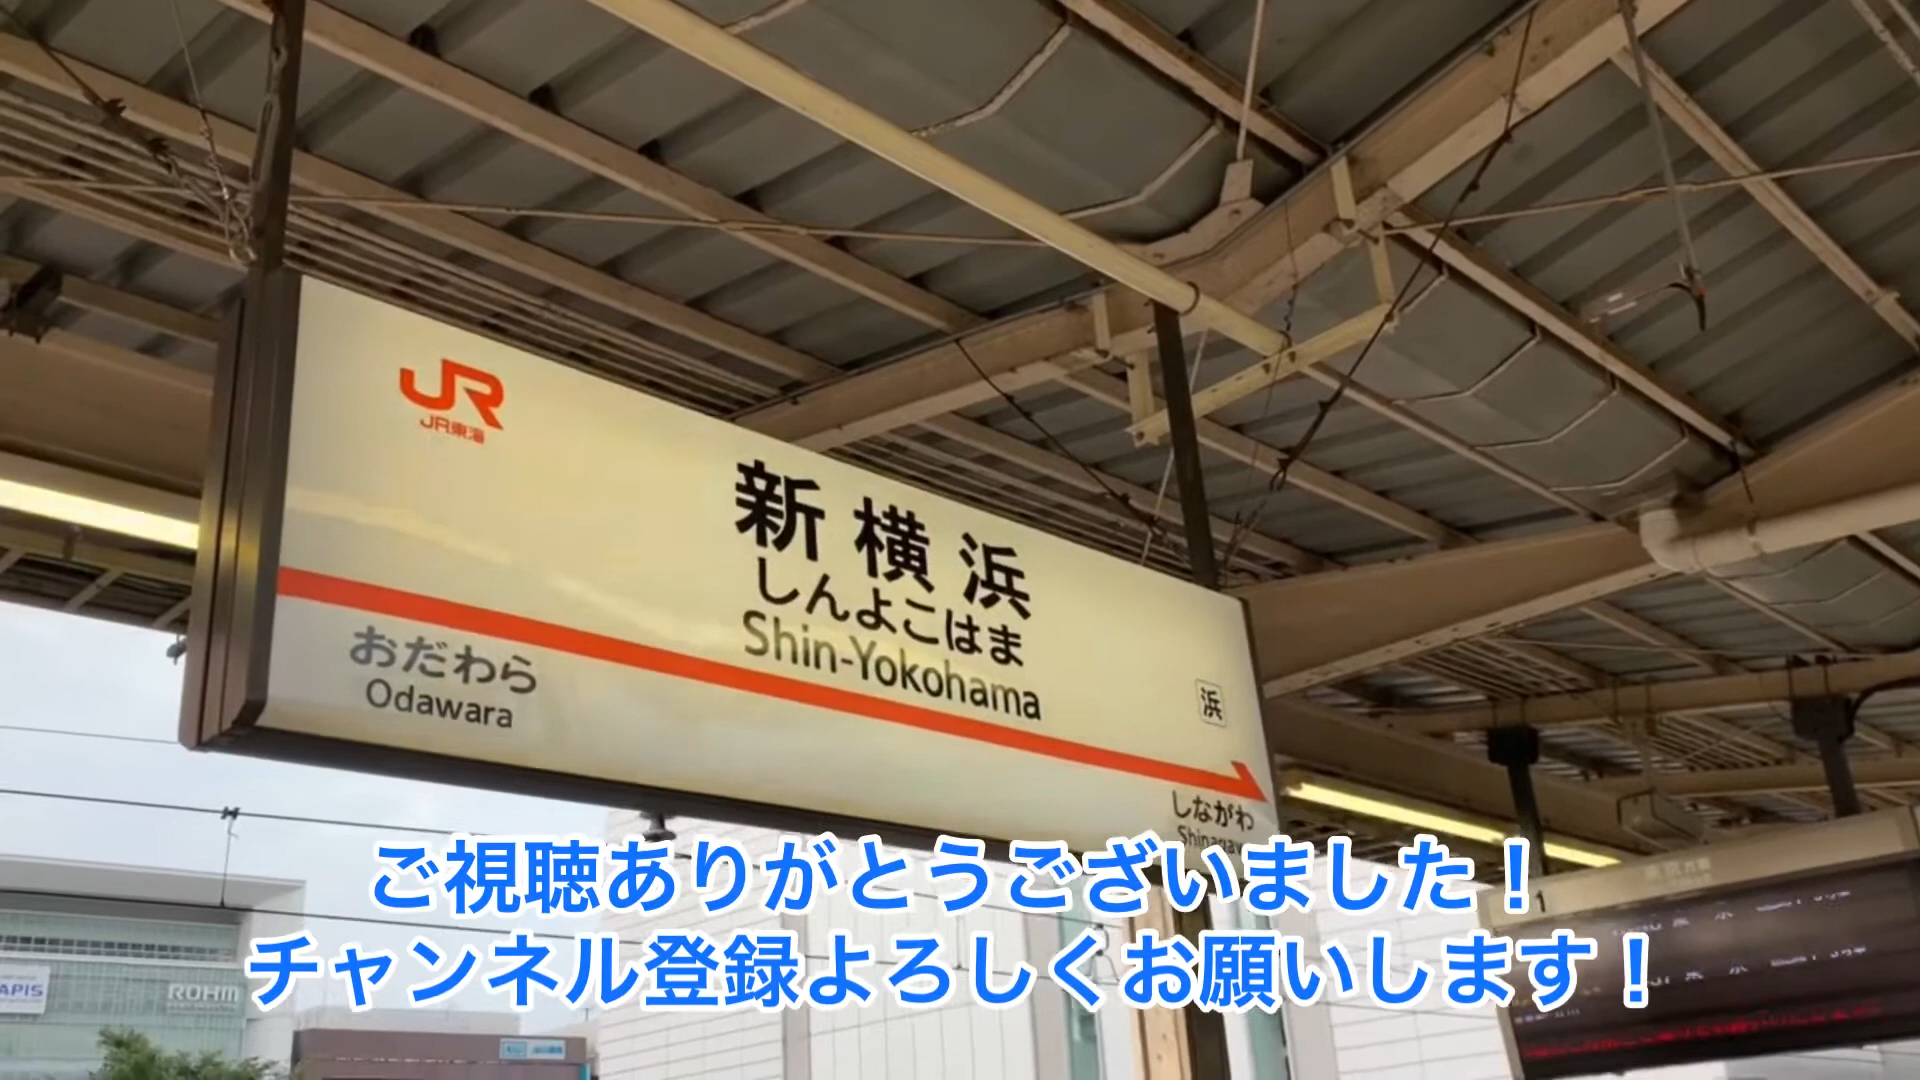 JR
JR東海
新横浜
しんよこはま
Shin-Yokohama
浜
おだわら
Odawara
しながわ
1
APIS
ROHM
ご視聴ありがとうございました！
チャンネル登録よろしくお願いします！